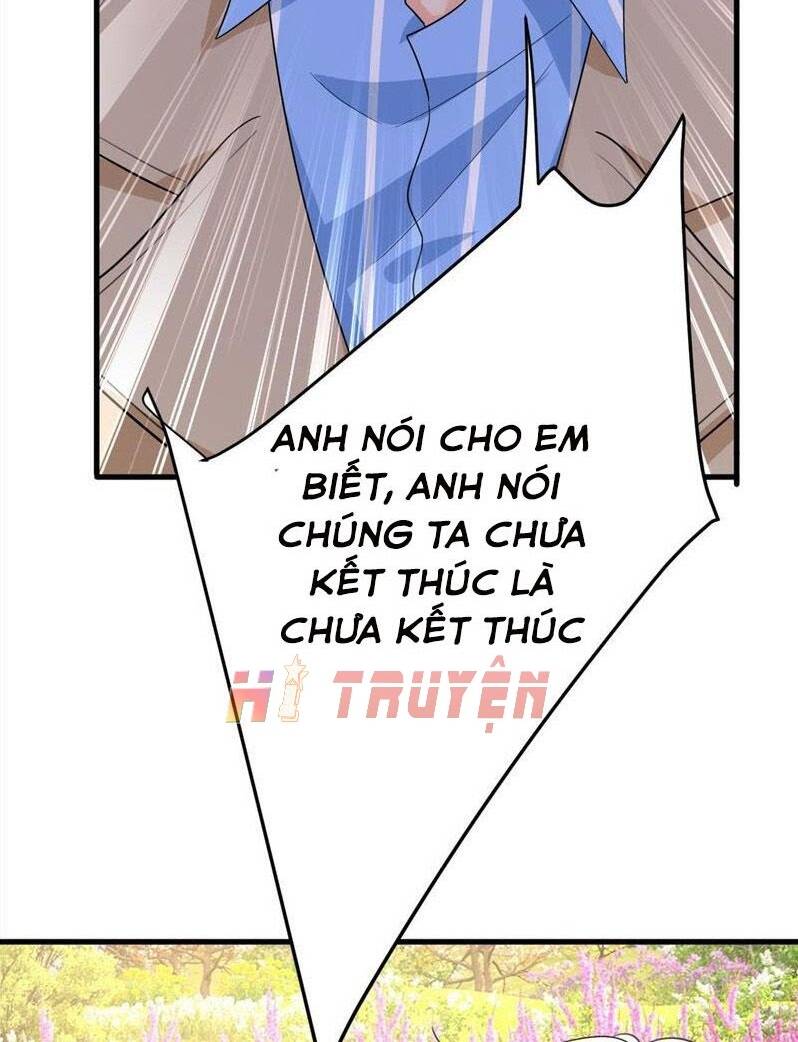 ANH NÓI CHO EM
BIẾT, ANH NÓI
CHÚNG TA CHƯA
KẾT THÚC LÀ
CHƯA KẾT THÚC
HI TRUYỆN